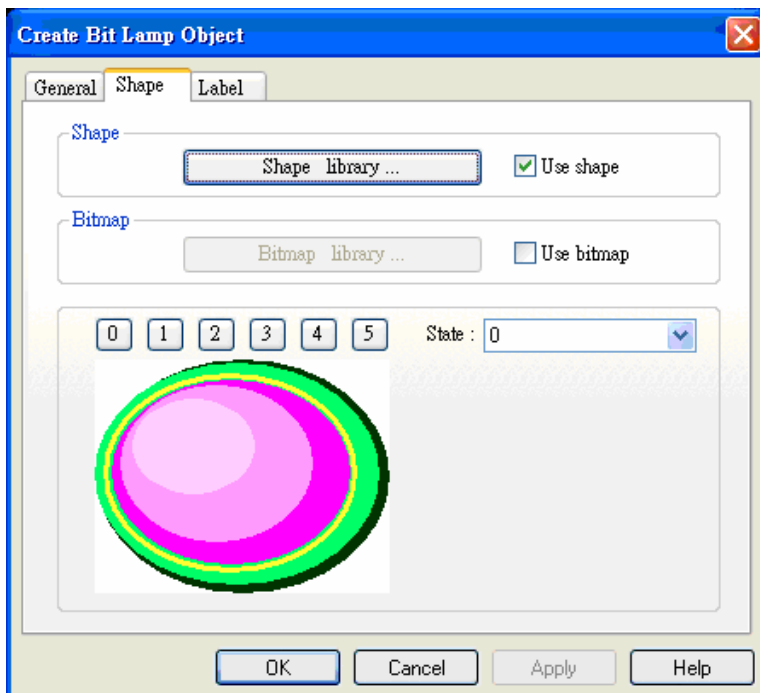 Create Bit Lamp Object
General Shape Label
Shape
Shape library ... Use shape
Bitmap
Bitmap library ... Use bitmap
0 1 2 3 4 5 State : 0
OK Cancel Apply Help